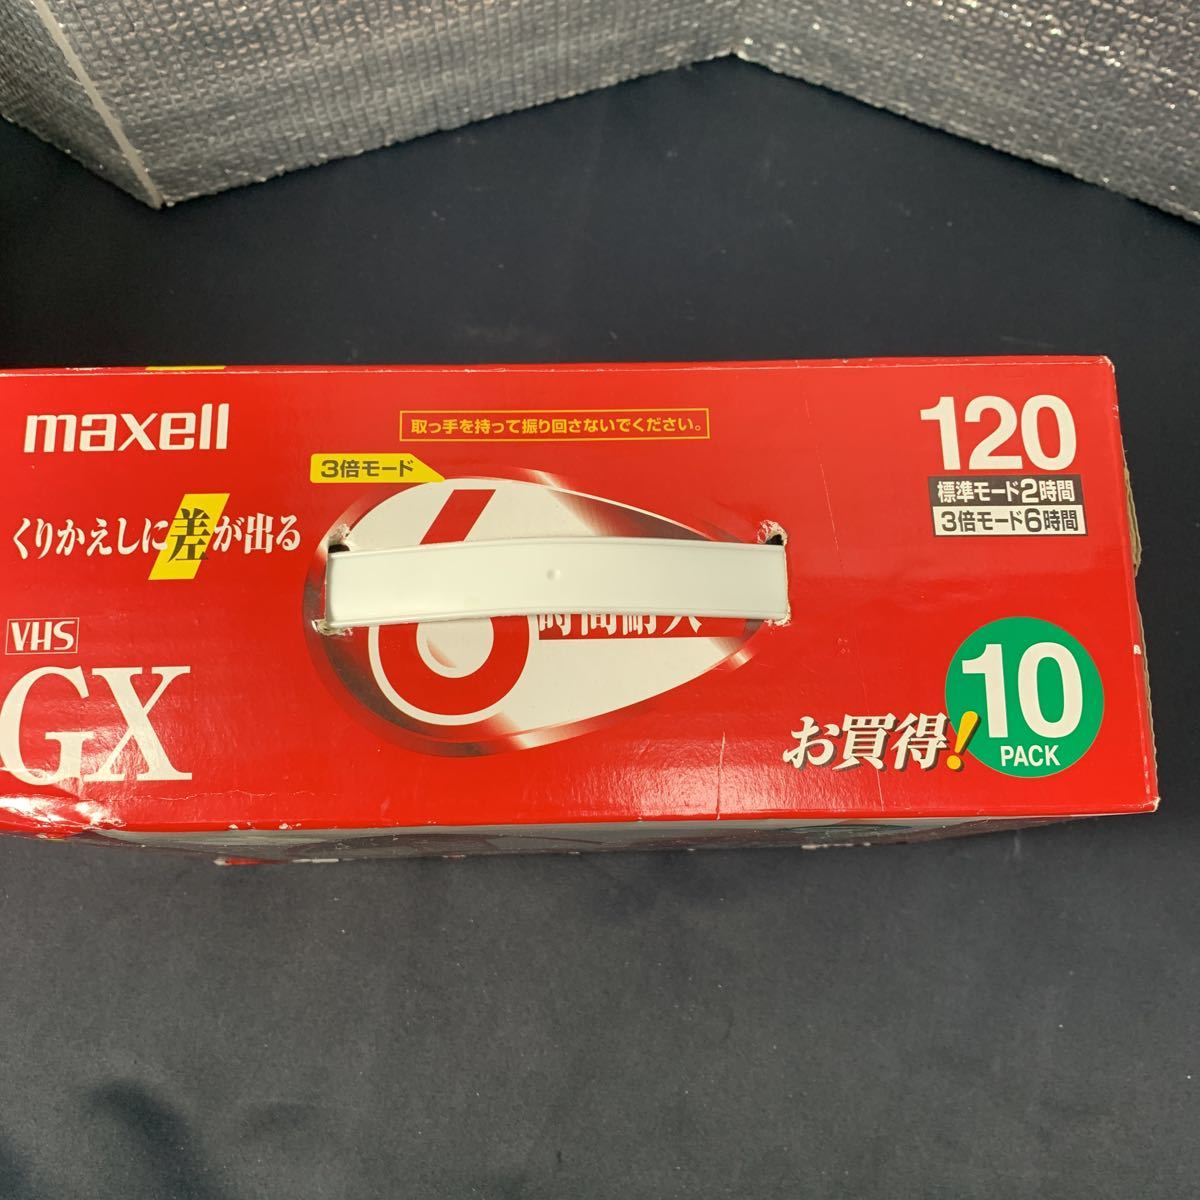 maxell
取っ手を持って振り回さないでください。
120
標準モード2時間
3倍モード6時間
3倍モード
くりかえしに差が出る
6
VHS
GX
お買得!
10
PACK